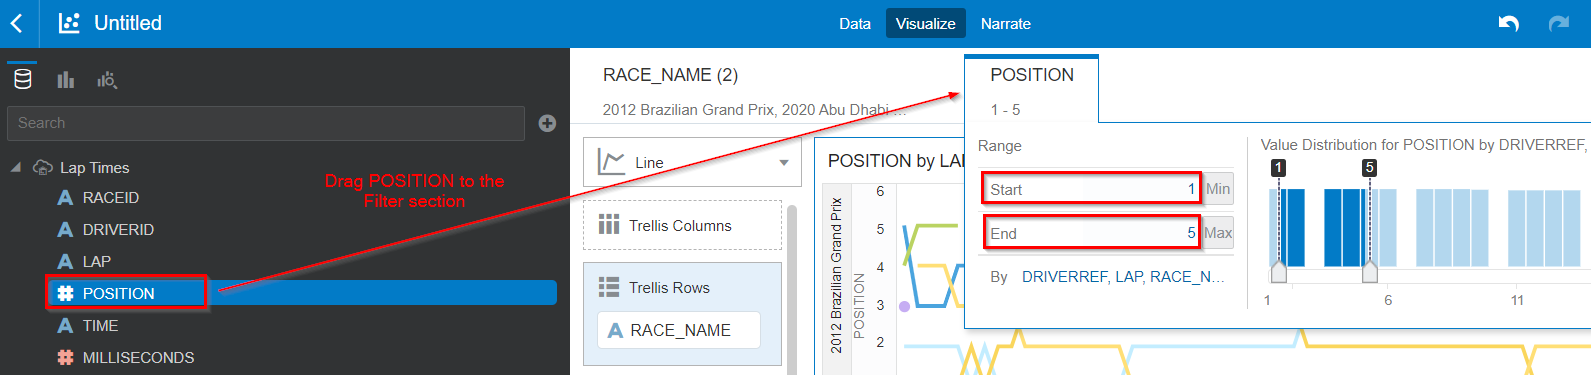 Untitled
Data
Visualize
Narrate
Search
Lap Times
A RACEID
A DRIVERID
A LAP
# POSITION
A TIME
# MILLISECONDS
Drag POSITION to the
Filter section
RACE_NAME (2)
2012 Brazilian Grand Prix, 2020 Abu Dhabi ...
Line
Trellis Columns
Trellis Rows
A RACE_NAME
POSITION by LA
2012 Brazilian Grand Prix
POSITION
6
5
4
3
2
POSITION
1 - 5
Range
Start 1 Min
End 5 Max
By DRIVERREF, LAP, RACE_N...
Value Distribution for POSITION by DRIVERREF,
1 5
1 6 11